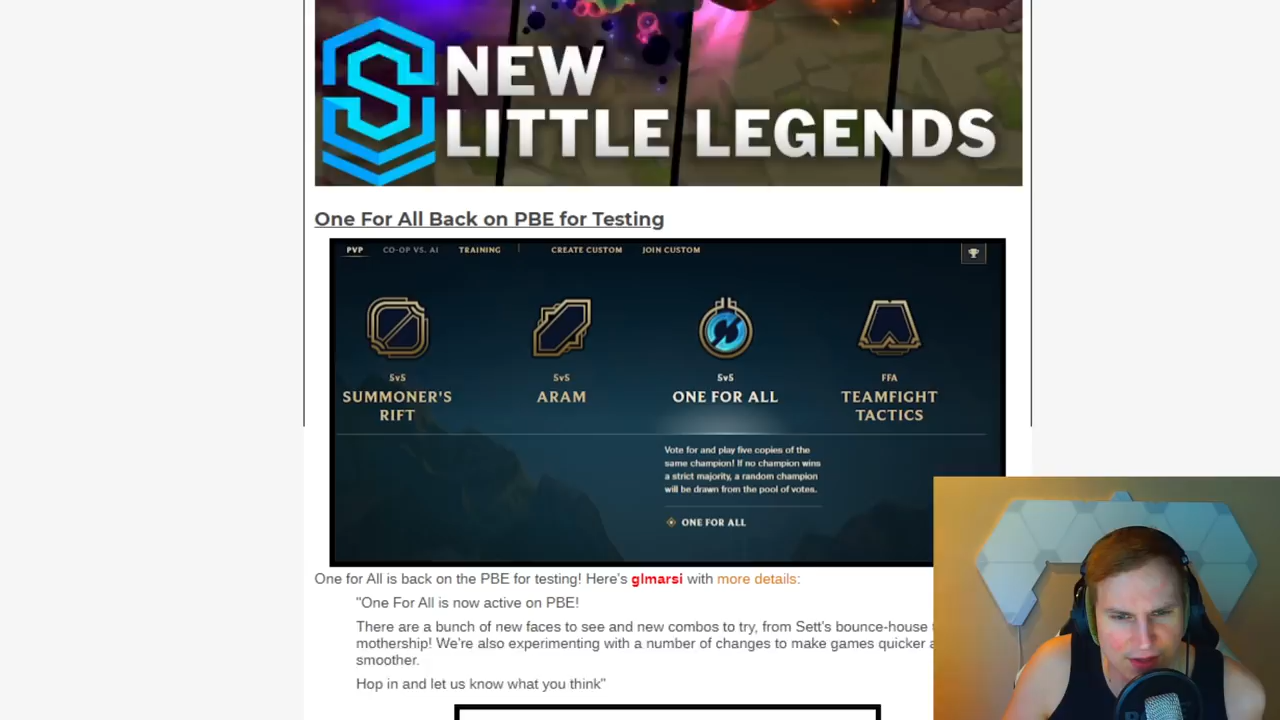 NEW
LITTLE LEGENDS
One For All Back on PBE for Testing
PVP CO-OP VS. AI TRAINING CREATE CUSTOM JOIN CUSTOM
5v5 5v5 5v5 FFA
SUMMONER'S RIFT ARAM ONE FOR ALL TEAMFIGHT TACTICS
Vote for and play five copies of the
same champion! If no champion wins
a strict majority, a random champion
will be drawn from the pool of votes.
ONE FOR ALL
One for All is back on the PBE for testing! Here's glmarsi with more details:
"One For All is now active on PBE!
There are a bunch of new faces to see and new combos to try, from Sett's bounce-house
mothership! We're also experimenting with a number of changes to make games quicker
smoother.
Hop in and let us know what you think"